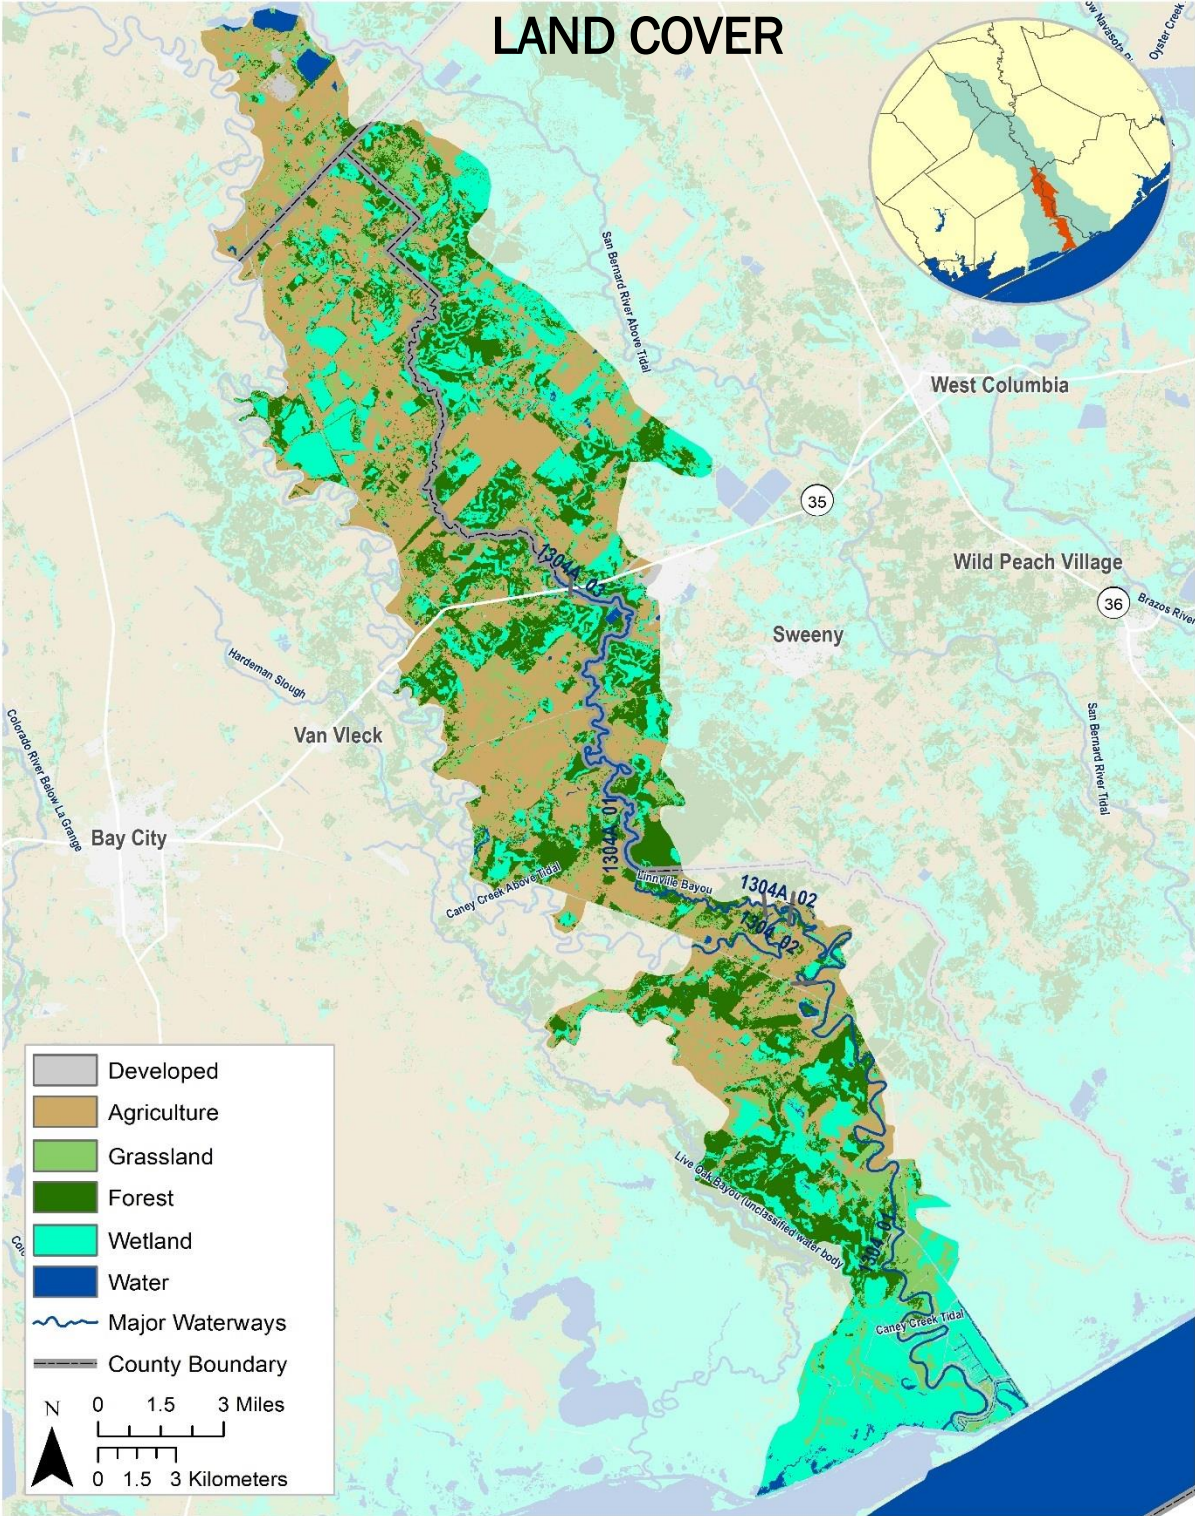 LAND COVER
Oyster Creek
San Bernard River Above Tidal
West Columbia
35
Wild Peach Village
36
Brazos River
1304A_03
Sweeny
Hardeman Slough
Van Vleck
San Bernard River Tidal
Colorado River Below La Grange
Bay City
1304A_01
Caney Creek Above Tidal
Linnville Bayou
1304A_02
1304_02
Live Oak Bayou (unclassified water body
1304_01
Caney Creek Tidal
Developed
Agriculture
Grassland
Forest
Wetland
Water
Major Waterways
County Boundary
N
0 1.5 3 Miles
0 1.5 3 Kilometers